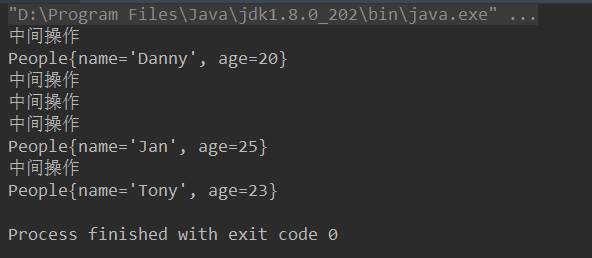 "D:\Program Files\Java\jdk1.8.0_202\bin\java.exe" ...
中间操作
People{name='Danny', age=20}
中间操作
中间操作
中间操作
People{name='Jan', age=25}
中间操作
People{name='Tony', age=23}
Process finished with exit code 0